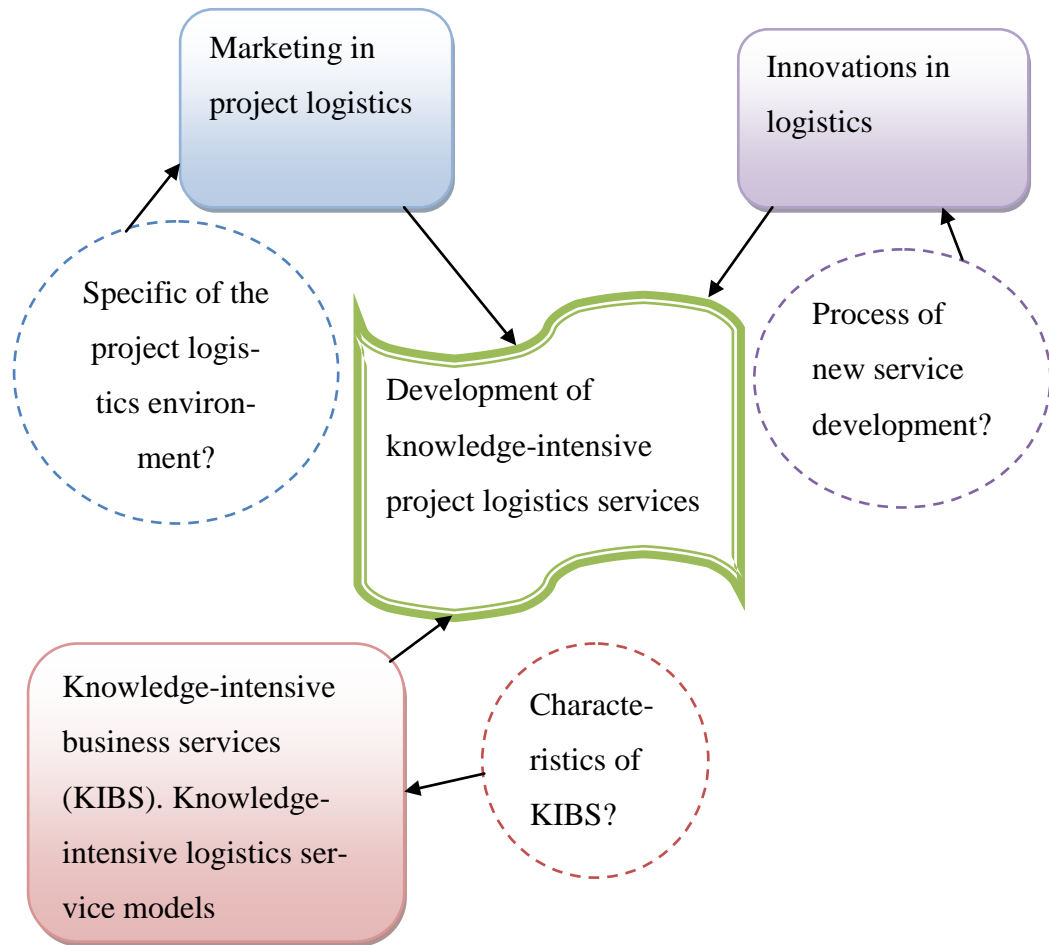 Marketing in
project logistics
Innovations in
logistics
Specific of the
project logis-
tics environ-
ment?
Process of
new service
development?
Development of
knowledge-intensive
project logistics services
Knowledge-intensive
business services
(KIBS). Knowledge-
intensive logistics ser-
vice models
Characte-
ristics of
KIBS?